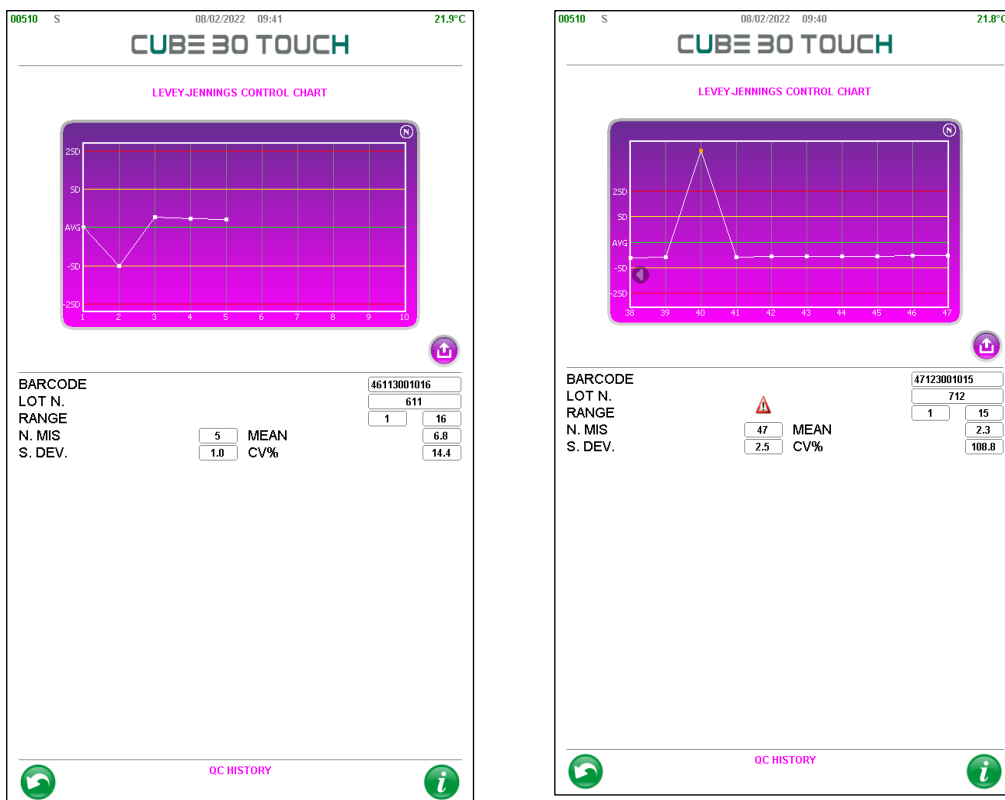 00510 S 08/02/2022 09:41 21.9°C
CUBE 30 TOUCH
LEVEY-JENNINGS CONTROL CHART
N
2SD
SD
AVG
-SD
-2SD
1 2 3 4 5 6 7 8 9 10
BARCODE 46113001016
LOT N. 611
RANGE 1 16
N. MIS 5 MEAN 6.8
S. DEV. 1.0 CV% 14.4
QC HISTORY
i
00510 S 08/02/2022 09:40 21.8°C
CUBE 30 TOUCH
LEVEY-JENNINGS CONTROL CHART
N
2SD
SD
AVG
-SD
-2SD
38 39 40 41 42 43 44 45 46 47
BARCODE 47123001015
LOT N. 712
RANGE 1 15
N. MIS 47 MEAN 2.3
S. DEV. 2.5 CV% 108.8
QC HISTORY
i